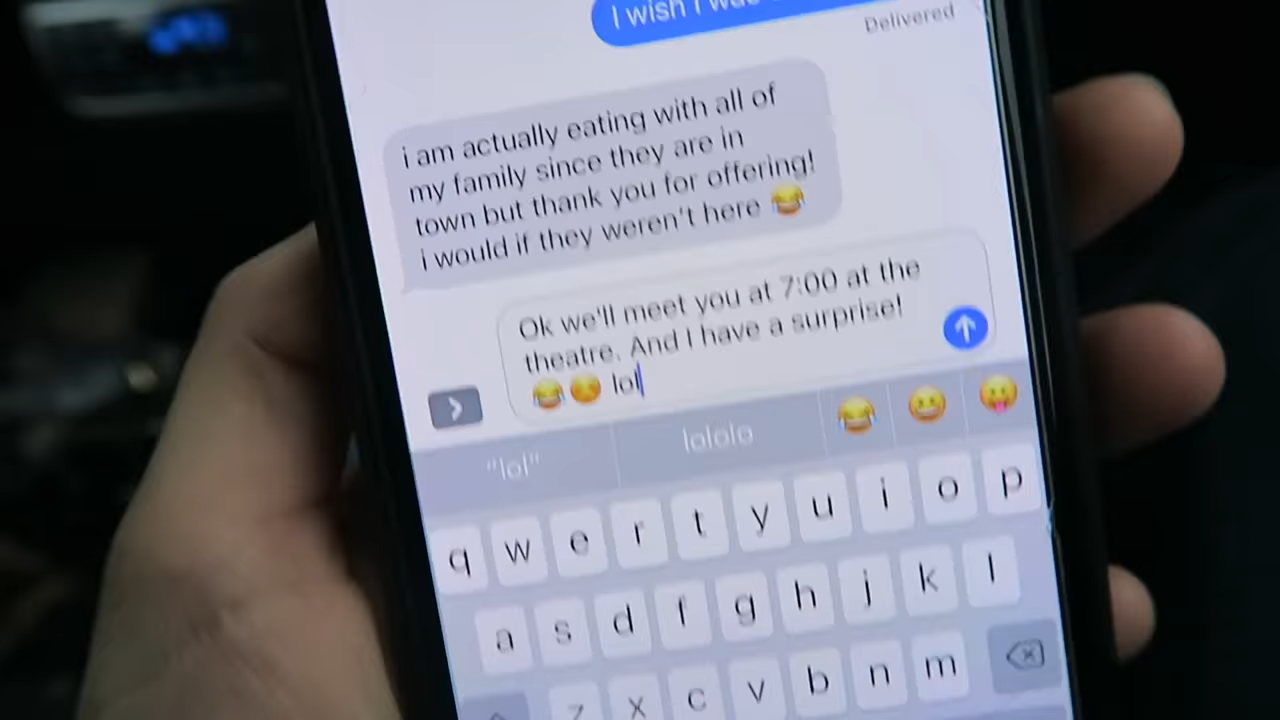 I wish I was
Delivered
i am actually eating with all of
my family since they are in
town but thank you for offering!
i would if they weren't here 😂
Ok we'll meet you at 7:00 at the
theatre. And I have a surprise!
😂😏 lol
"lol" lololo 😂 😀 😛
q w e r t y u i o p
a s d f g h j k l
z x c v b n m